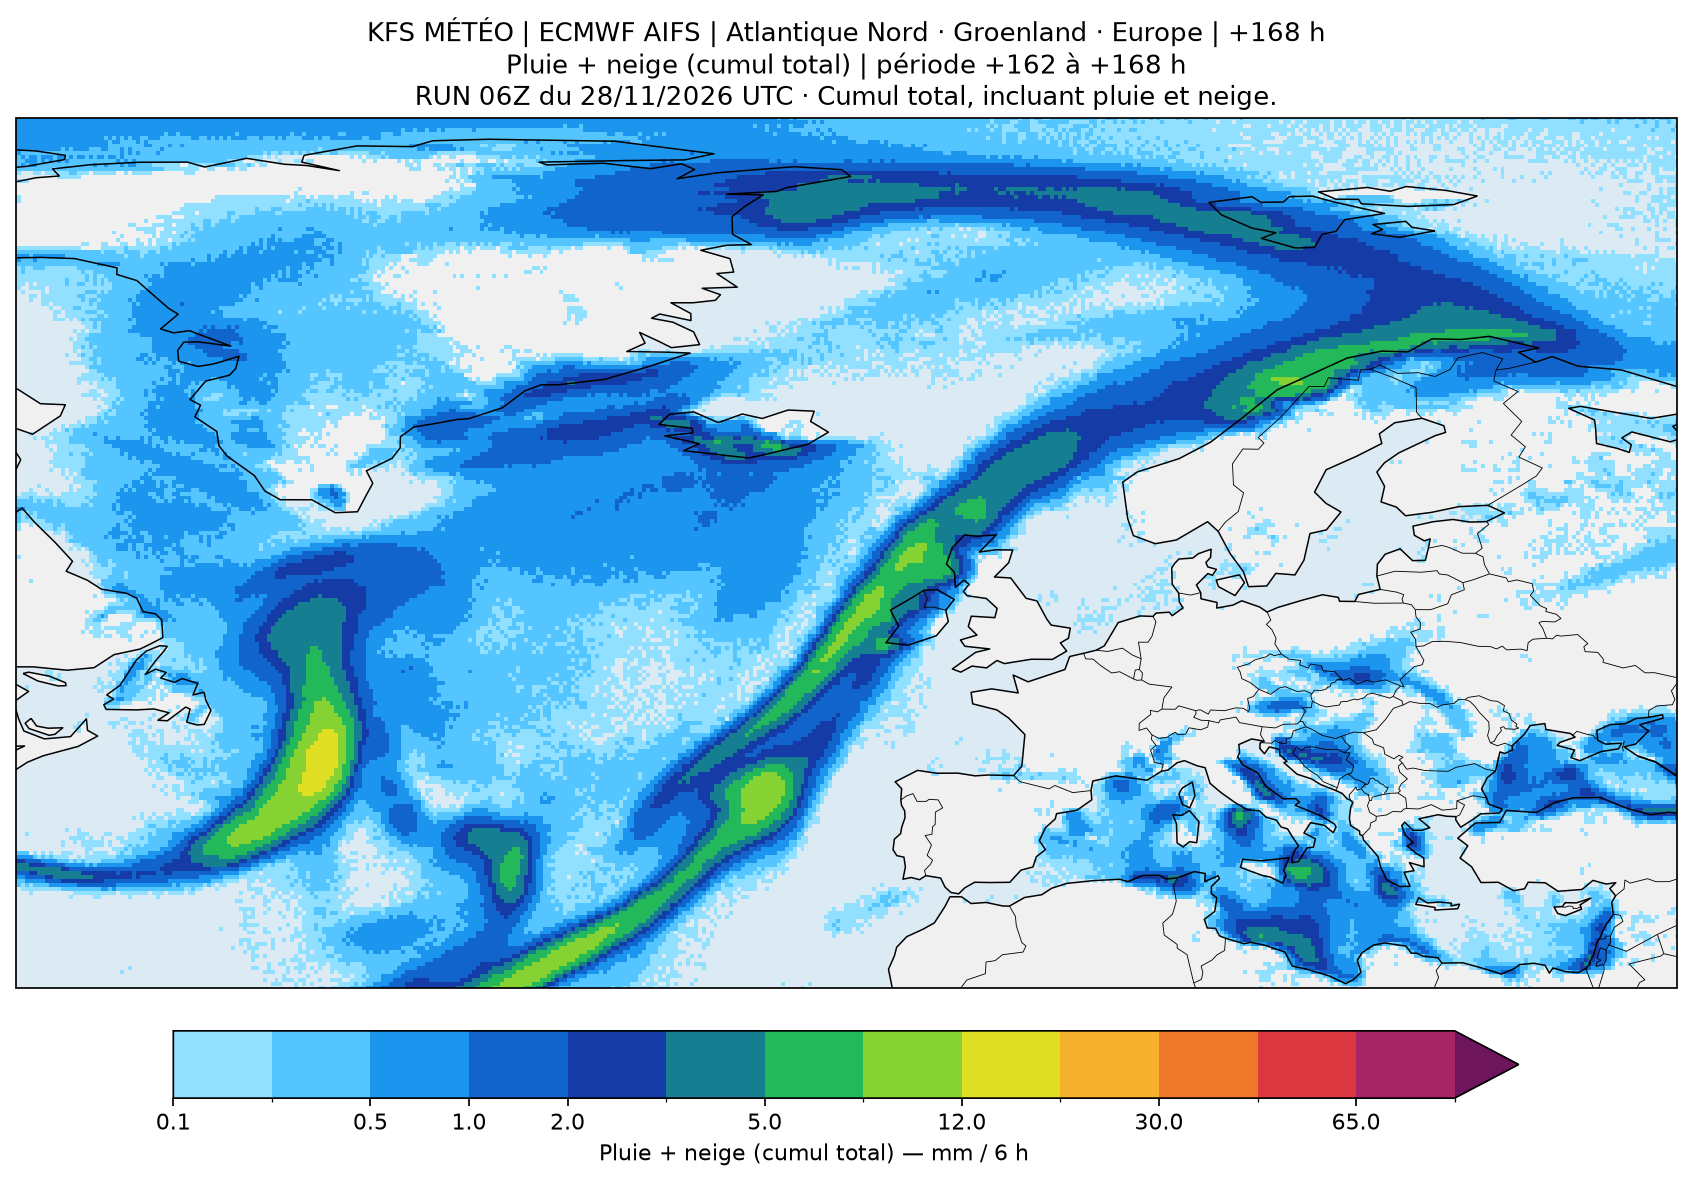 KFS MÉTÉO | ECMWF AIFS | Atlantique Nord · Groenland · Europe | +168 h
Pluie + neige (cumul total) | période +162 à +168 h
RUN 06Z du 28/11/2026 UTC · Cumul total, incluant pluie et neige.
0.1 0.5 1.0 2.0 5.0 12.0 30.0 65.0
Pluie + neige (cumul total) — mm / 6 h